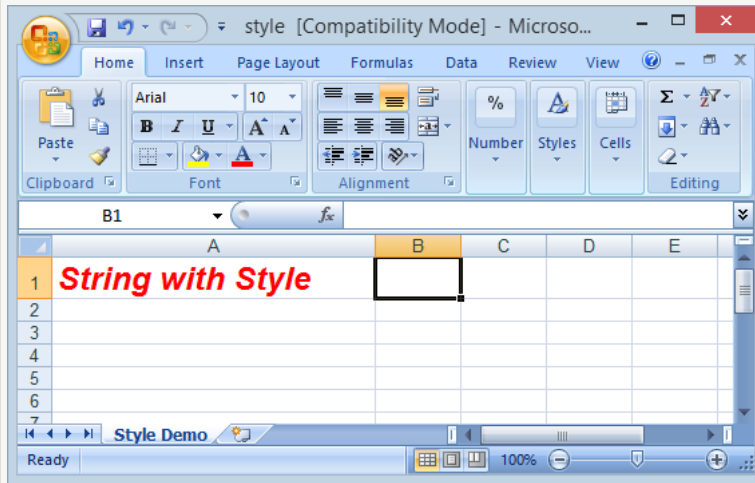 style [Compatibility Mode] - Microso...
Home Insert Page Layout Formulas Data Review View
Arial 10 % Σ
Paste B I U A A Number Styles Cells
A
Clipboard Font Alignment Editing
B1 fx
A B C D E
1 String with Style
2
3
4
5
6
7
Style Demo
Ready 100%